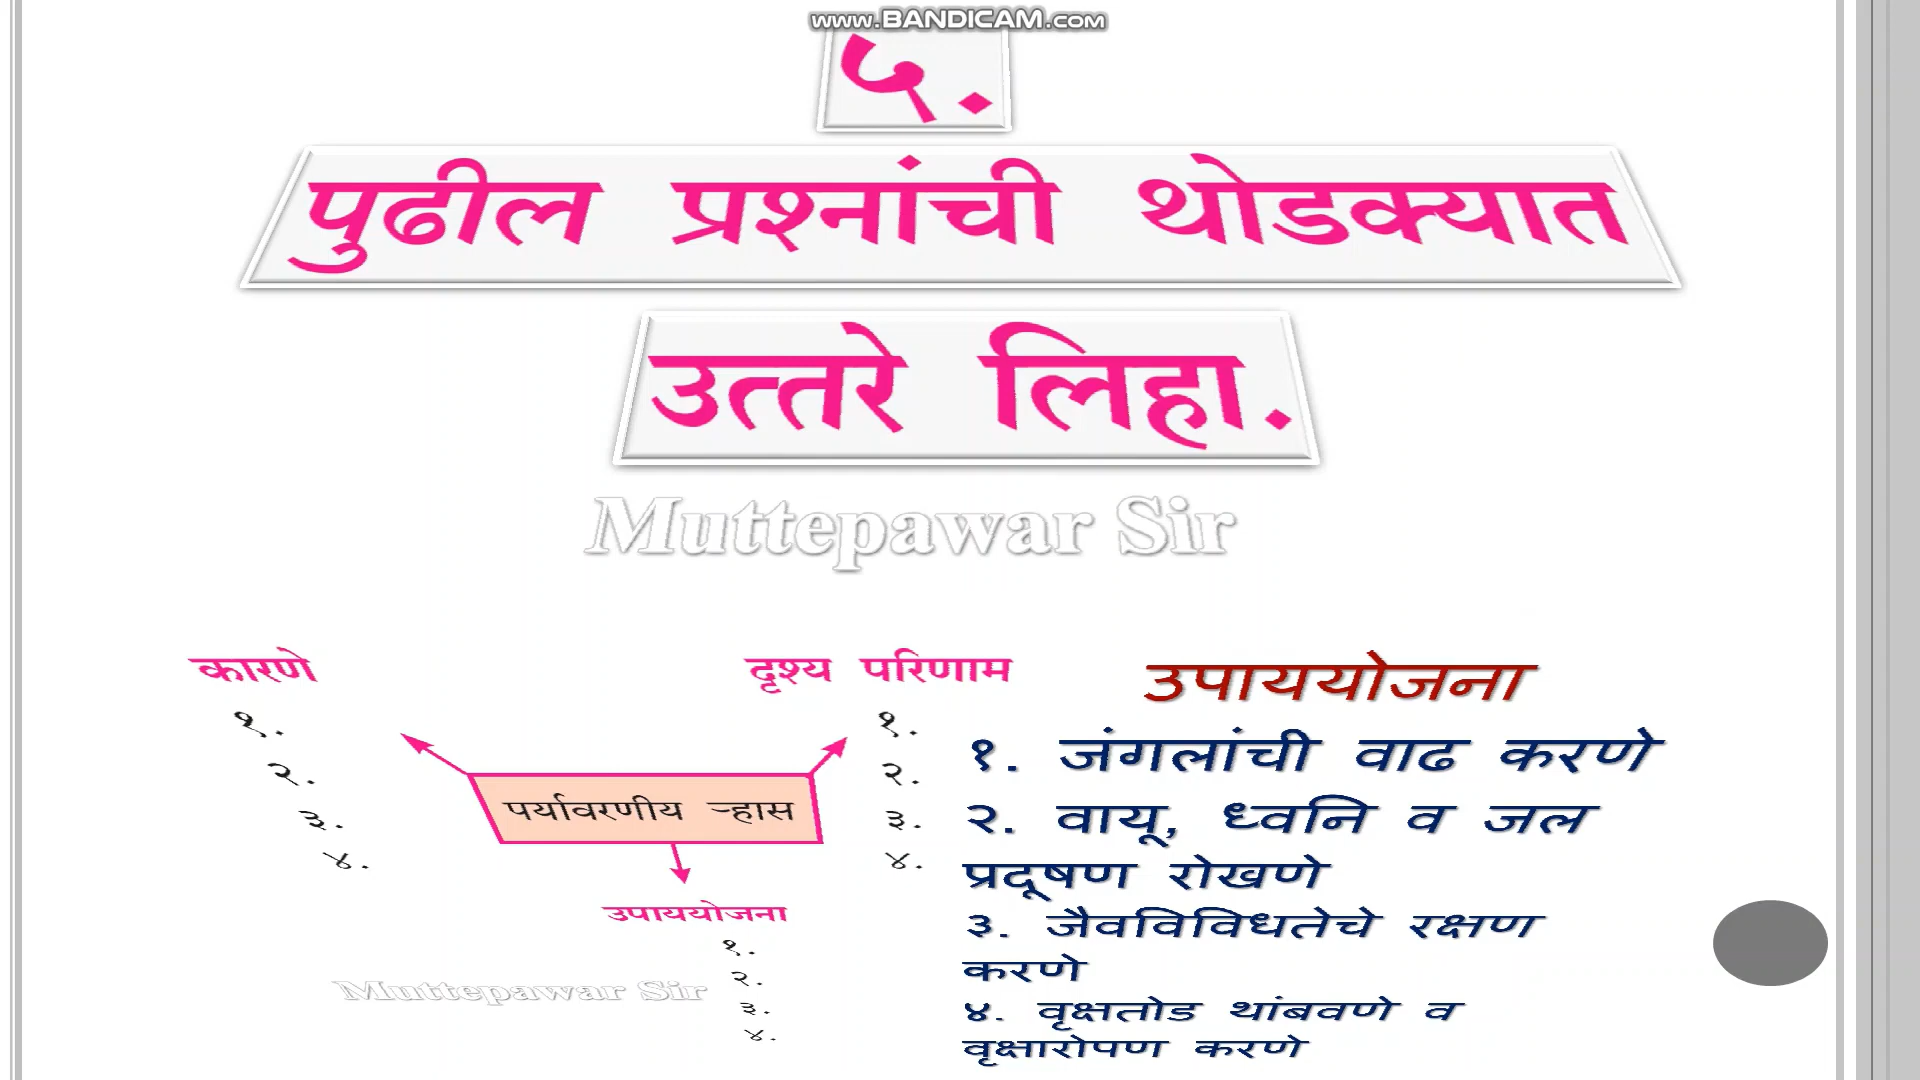 www.BANDICAM.com
५.
पुढील प्रश्नांची थोडक्यात
उत्तरे लिहा.
Muttepawar Sir
कारणे
१.
२.
३.
४.
दृश्य परिणाम
१.
२.
३.
४.
पर्यावरणीय ऱ्हास
उपाययोजना
१.
२.
३.
४.
Muttepawar Sir
उपाययोजना
१. जंगलांची वाढ करणे
२. वायू, ध्वनि व जल
प्रदूषण रोखणे
३. जैवविविधतेचे रक्षण
करणे
४. वृक्षतोड थांबवणे व
वृक्षारोपण करणे